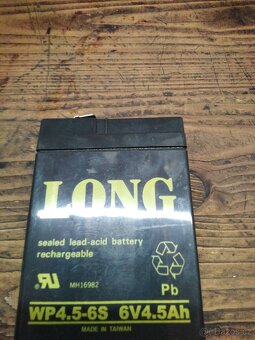 LONG
sealed lead-acid battery
rechargeable
MH16982
Pb
WP4.5-6S 6V4.5Ah
MADE IN TAIWAN